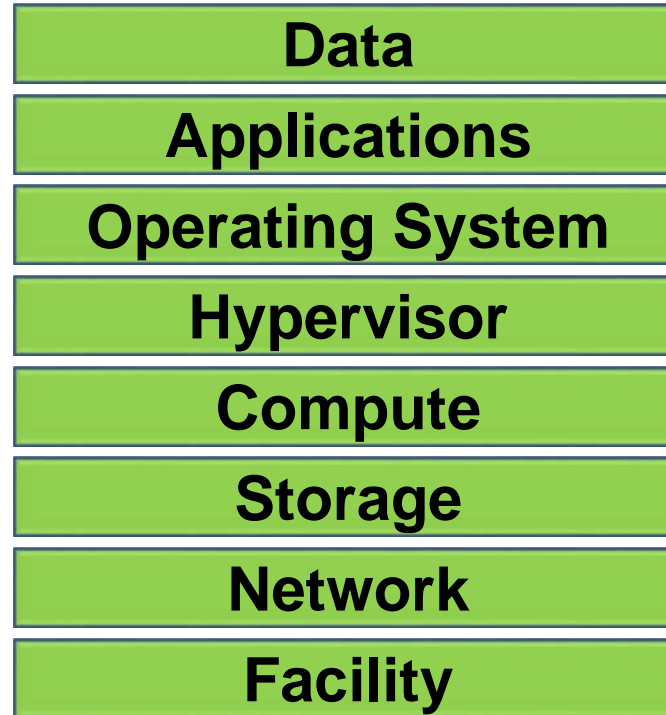 Data
Applications
Operating System
Hypervisor
Compute
Storage
Network
Facility